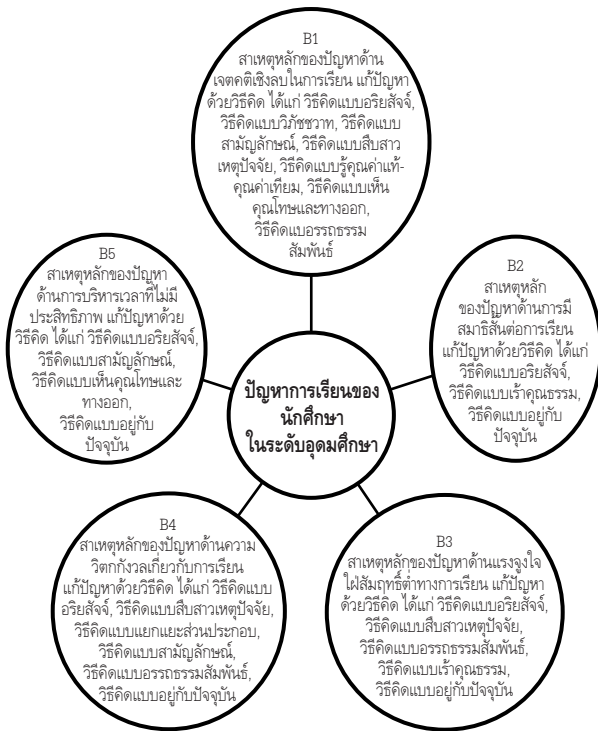 B1
สาเหตุหลักของปัญหาด้าน
เจตคติเชิงลบในการเรียน แก้ปัญหา
ด้วยวิธีคิด ได้แก่ วิธีคิดแบบอริยสัจจ์,
วิธีคิดแบบวิภัชชวาท, วิธีคิดแบบ
สามัญลักษณ์, วิธีคิดแบบสืบสาว
เหตุปัจจัย, วิธีคิดแบบรู้คุณค่าแท้-
คุณค่าเทียม, วิธีคิดแบบเห็น
คุณโทษและทางออก,
วิธีคิดแบบอรรถธรรม
สัมพันธ์
B2
สาเหตุหลัก
ของปัญหาด้านการมี
สมาธิสั้นต่อการเรียน
แก้ปัญหาด้วยวิธีคิด ได้แก่
วิธีคิดแบบอริยสัจจ์,
วิธีคิดแบบเร้าคุณธรรม,
วิธีคิดแบบอยู่กับ
ปัจจุบัน
B5
สาเหตุหลักของปัญหา
ด้านการบริหารเวลาที่ไม่มี
ประสิทธิภาพ แก้ปัญหาด้วย
วิธีคิด ได้แก่ วิธีคิดแบบอริยสัจจ์,
วิธีคิดแบบสามัญลักษณ์,
วิธีคิดแบบเห็นคุณโทษและ
ทางออก,
วิธีคิดแบบอยู่กับ
ปัจจุบัน
ปัญหาการเรียนของ
นักศึกษา
ในระดับอุดมศึกษา
B4
สาเหตุหลักของปัญหาด้านความ
วิตกกังวลเกี่ยวกับการเรียน
แก้ปัญหาด้วยวิธีคิด ได้แก่ วิธีคิดแบบ
อริยสัจจ์, วิธีคิดแบบสืบสาวเหตุปัจจัย,
วิธีคิดแบบแยกแยะส่วนประกอบ,
วิธีคิดแบบสามัญลักษณ์,
วิธีคิดแบบอรรถธรรมสัมพันธ์,
วิธีคิดแบบอยู่กับปัจจุบัน
B3
สาเหตุหลักของปัญหาด้านแรงจูงใจ
ใฝ่สัมฤทธิ์ต่ำทางการเรียน แก้ปัญหา
ด้วยวิธีคิด ได้แก่ วิธีคิดแบบอริยสัจจ์,
วิธีคิดแบบสืบสาวเหตุปัจจัย,
วิธีคิดแบบอรรถธรรมสัมพันธ์,
วิธีคิดแบบเร้าคุณธรรม,
วิธีคิดแบบอยู่กับปัจจุบัน